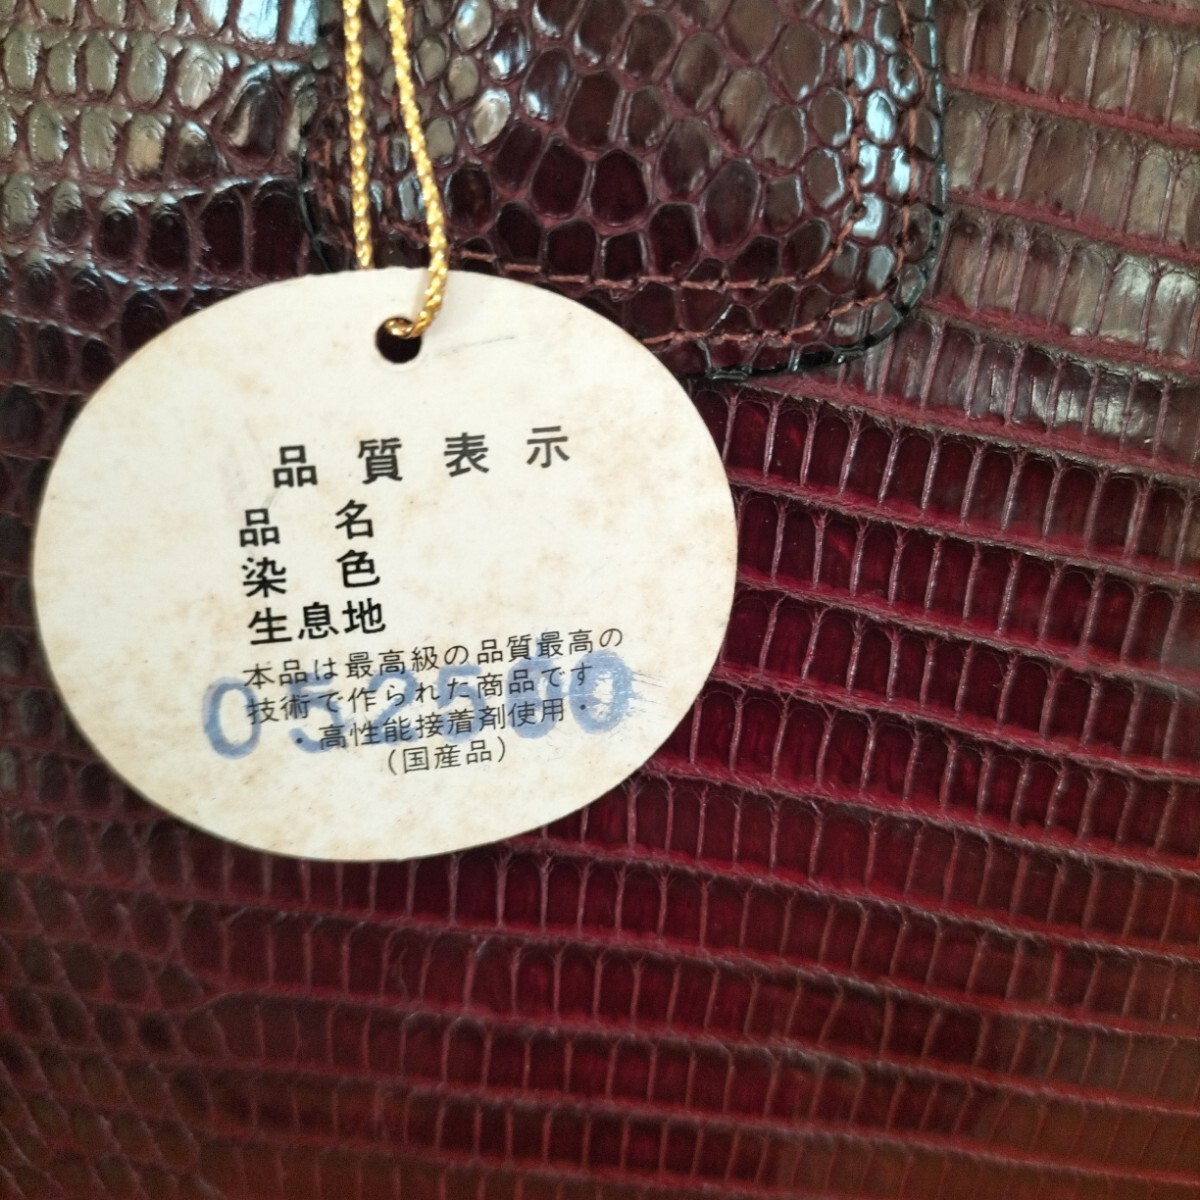 品質表示
品名
染色
生息地
本品は最高級の品質最高の
技術で作られた商品です
・高性能接着剤使用・
(国産品)